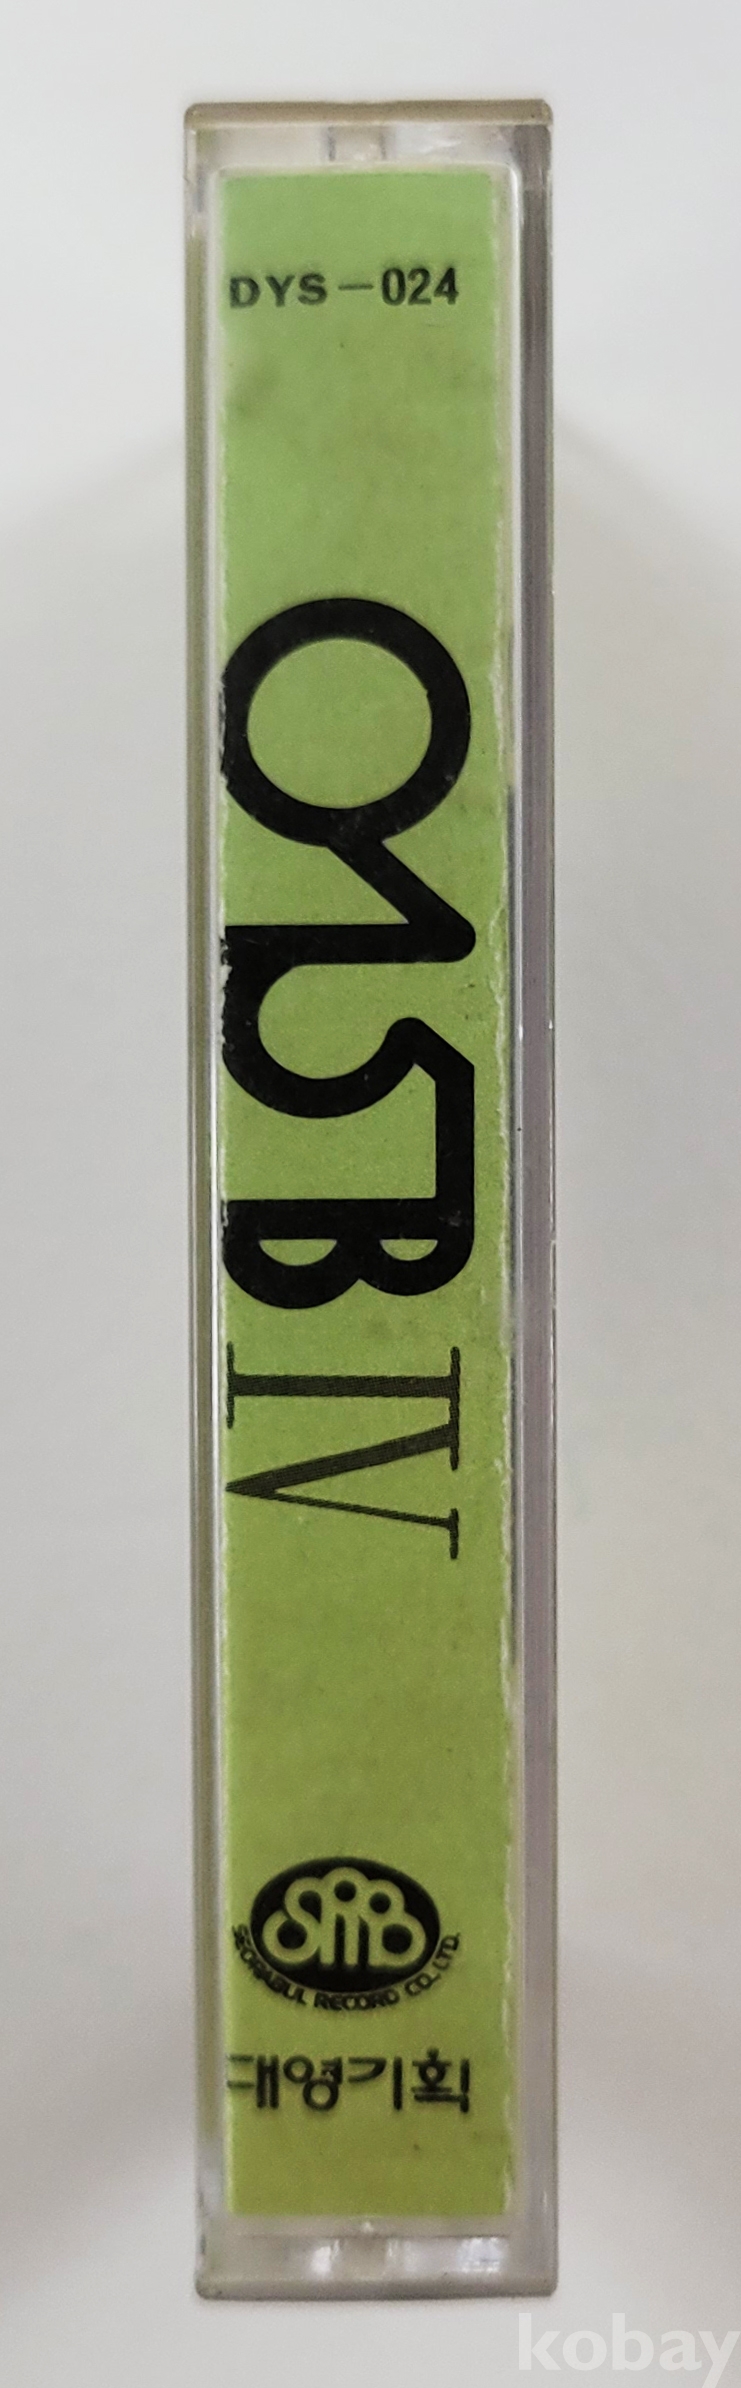 DYS－024
015B IV
SRB
SEORABUL RECORD CO., LTD.
대영기획
kobay